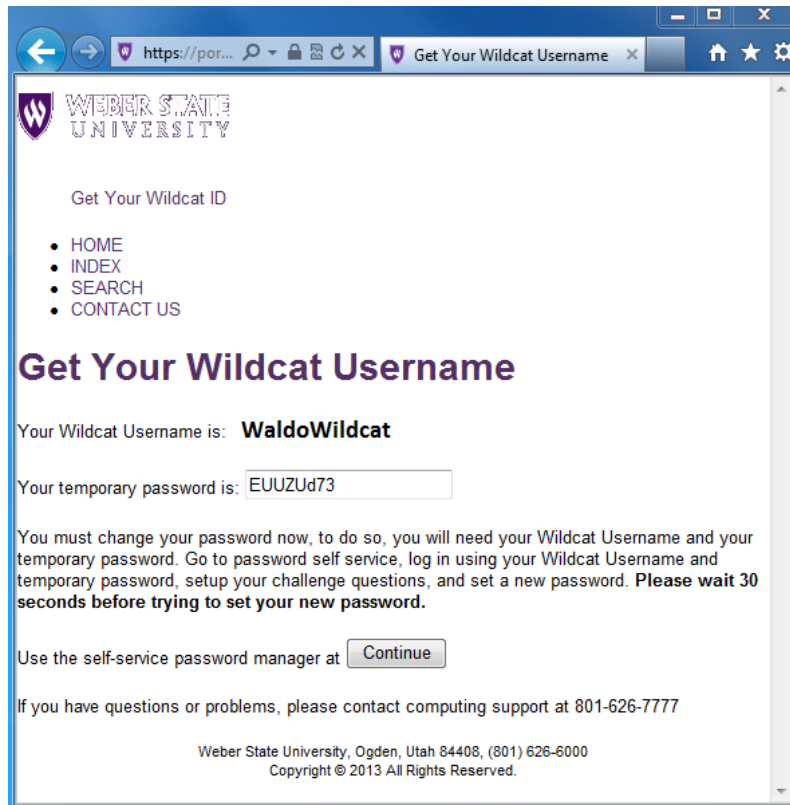 https://por...
Get Your Wildcat Username
WEBER STATE
UNIVERSITY
Get Your Wildcat ID
HOME
INDEX
SEARCH
CONTACT US
Get Your Wildcat Username
Your Wildcat Username is: WaldoWildcat
Your temporary password is: EUUZUd73
You must change your password now, to do so, you will need your Wildcat Username and your
temporary password. Go to password self service, log in using your Wildcat Username and
temporary password, setup your challenge questions, and set a new password. Please wait 30
seconds before trying to set your new password.
Use the self-service password manager at Continue
If you have questions or problems, please contact computing support at 801-626-7777
Weber State University, Ogden, Utah 84408, (801) 626-6000
Copyright © 2013 All Rights Reserved.